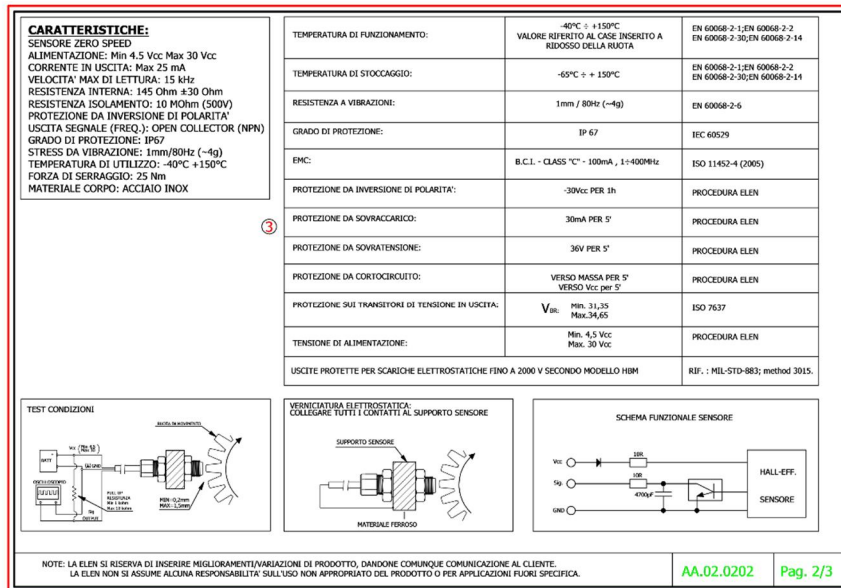 CARATTERISTICHE:
SENSORE ZERO SPEED
ALIMENTAZIONE: Min 4.5 Vcc Max 30 Vcc
CORRENTE IN USCITA: Max 25 mA
VELOCITA' MAX DI LETTURA: 15 kHz
RESISTENZA INTERNA: 145 Ohm ±30 Ohm
RESISTENZA ISOLAMENTO: 10 MOhm (500V)
PROTEZIONE DA INVERSIONE DI POLARITA'
USCITA SEGNALE (FREQ.): OPEN COLLECTOR (NPN)
GRADO DI PROTEZIONE: IP67
STRESS DA VIBRAZIONE: 1mm/80Hz (~4g)
TEMPERATURA DI UTILIZZO: -40°C +150°C
FORZA DI SERRAGGIO: 25 Nm
MATERIALE CORPO: ACCIAIO INOX
3
TEMPERATURA DI FUNZIONAMENTO:
-40°C ÷ +150°C
VALORE RIFERITO AL CASE INSERITO A
RIDOSSO DELLA RUOTA
EN 60068-2-1;EN 60068-2-2
EN 60068-2-30;EN 60068-2-14
TEMPERATURA DI STOCCAGGIO:
-65°C ÷ + 150°C
EN 60068-2-1;EN 60068-2-2
EN 60068-2-30;EN 60068-2-14
RESISTENZA A VIBRAZIONI:
1mm / 80Hz (~4g)
EN 60068-2-6
GRADO DI PROTEZIONE:
IP 67
IEC 60529
EMC:
B.C.I. - CLASS "C" - 100mA , 1÷400MHz
ISO 11452-4 (2005)
PROTEZIONE DA INVERSIONE DI POLARITA':
-30Vcc PER 1h
PROCEDURA ELEN
PROTEZIONE DA SOVRACCARICO:
30mA PER 5'
PROCEDURA ELEN
PROTEZIONE DA SOVRATENSIONE:
36V PER 5'
PROCEDURA ELEN
PROTEZIONE DA CORTOCIRCUITO:
VERSO MASSA PER 5'
VERSO Vcc per 5'
PROCEDURA ELEN
PROTEZIONE SUI TRANSITORI DI TENSIONE IN USCITA:
VBR: Min. 31,35
Max.34,65
ISO 7637
TENSIONE DI ALIMENTAZIONE:
Min. 4,5 Vcc
Max. 30 Vcc
PROCEDURA ELEN
USCITE PROTETTE PER SCARICHE ELETTROSTATICHE FINO A 2000 V SECONDO MODELLO HBM
RIF. : MIL-STD-883; method 3015.
TEST CONDIZIONI
RUOTA IN MOVIMENTO
Vcc
BATT
GND
OSCILLOSCOPIO
PULL UP
RESISTENZA
Sig
OUTPUT
MIN=0,2mm
MAX=1,5mm
VERNICIATURA ELETTROSTATICA:
COLLEGARE TUTTI I CONTATTI AL SUPPORTO SENSORE
SUPPORTO SENSORE
MATERIALE FERROSO
SCHEMA FUNZIONALE SENSORE
Vcc
10R
Sig.
10R
4700pF
GND
HALL-EFF.
SENSORE
NOTE: LA ELEN SI RISERVA DI INSERIRE MIGLIORAMENTI/VARIAZIONI DI PRODOTTO, DANDONE COMUNQUE COMUNICAZIONE AL CLIENTE.
LA ELEN NON SI ASSUME ALCUNA RESPONSABILITA' SULL'USO NON APPROPRIATO DEL PRODOTTO O PER APPLICAZIONI FUORI SPECIFICA.
AA.02.0202
Pag. 2/3